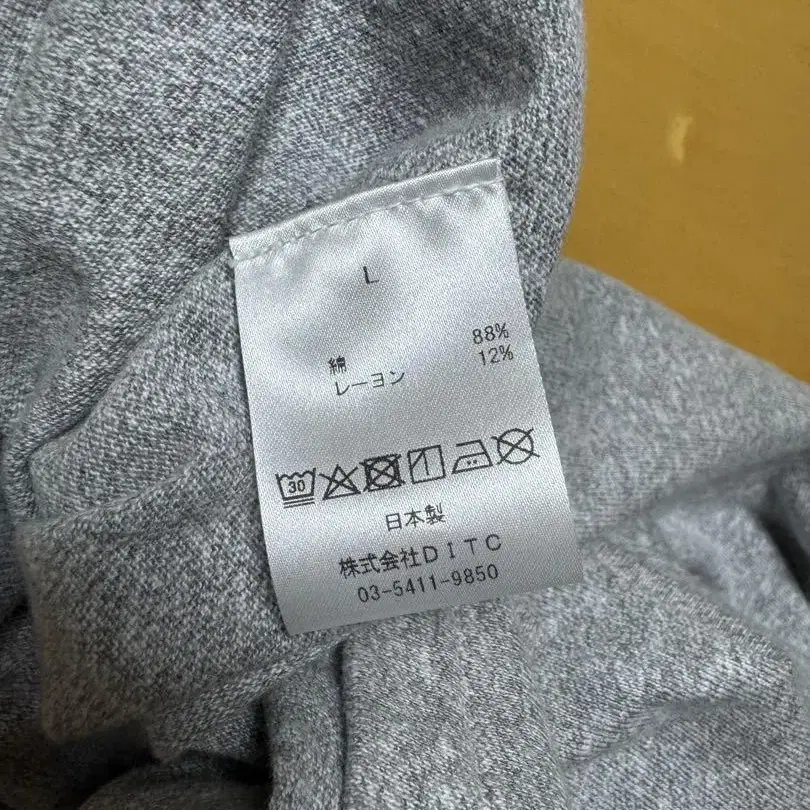 L
綿 88%
レーヨン 12%
30
日本製
株式会社DITC
03-5411-9850